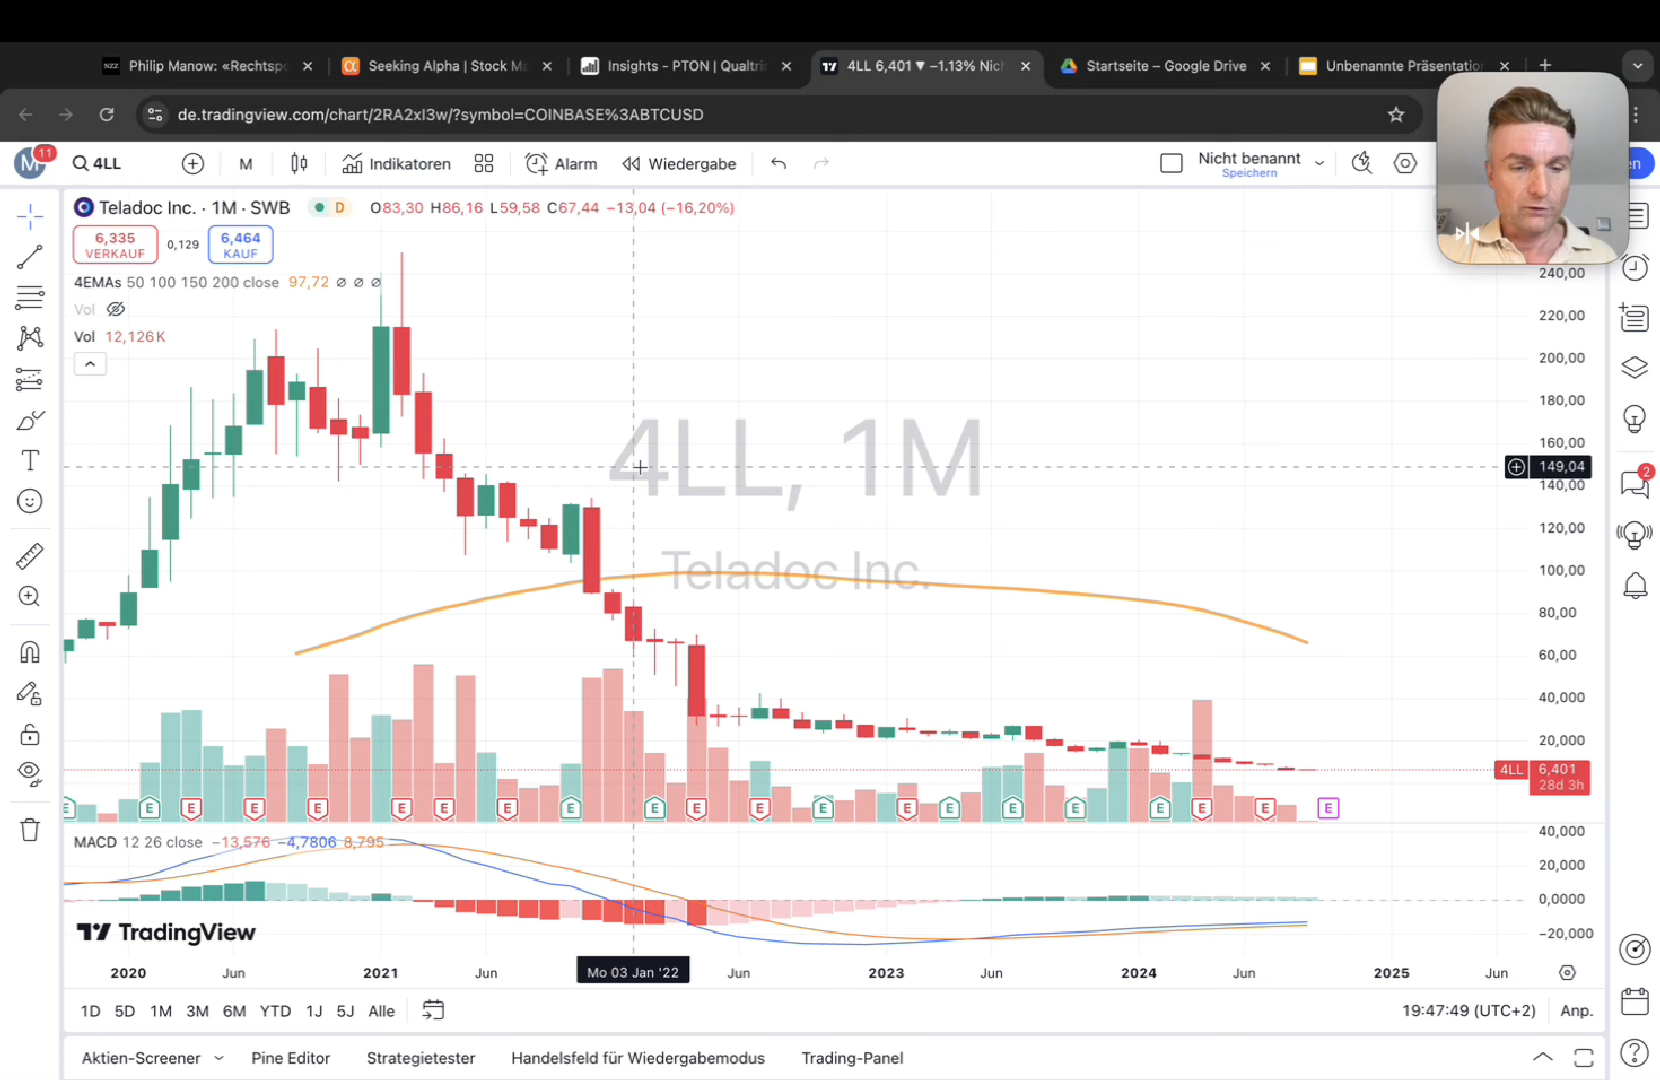 Philip Manow: «Rechtspo
Seeking Alpha | Stock Ma
Insights - PTON | Qualtri
4LL 6,401 ▼ −1.13% Nich
Startseite – Google Drive
Unbenannte Präsentation
de.tradingview.com/chart/2RA2xI3w/?symbol=COINBASE%3ABTCUSD
M 11
4LL
M
Indikatoren
Alarm
Wiedergabe
Nicht benannt
Speichern
en
Teladoc Inc. · 1M · SWB
D
O83,30 H86,16 L59,58 C67,44 −13,04 (−16,20%)
6,335
VERKAUF
0,129
6,464
KAUF
4EMAs 50 100 150 200 close 97,72 ∅ ∅ ∅
Vol
Vol 12,126K
4LL, 1M
Teladoc Inc.
240,00
220,00
200,00
180,00
160,00
149,04
140,00
120,00
100,00
80,00
60,00
40,000
20,000
4LL 6,401
28d 3h
2
E E E E E E E E E E E E E E E E E E E E E
MACD 12 26 close −13,576 −4,7806 8,795
40,000
20,000
0,0000
−20,000
TradingView
2020 Jun 2021 Jun Mo 03 Jan '22 Jun 2023 Jun 2024 Jun 2025 Jun
1D 5D 1M 3M 6M YTD 1J 5J Alle
19:47:49 (UTC+2) Anp.
Aktien-Screener Pine Editor Strategietester Handelsfeld für Wiedergabemodus Trading-Panel